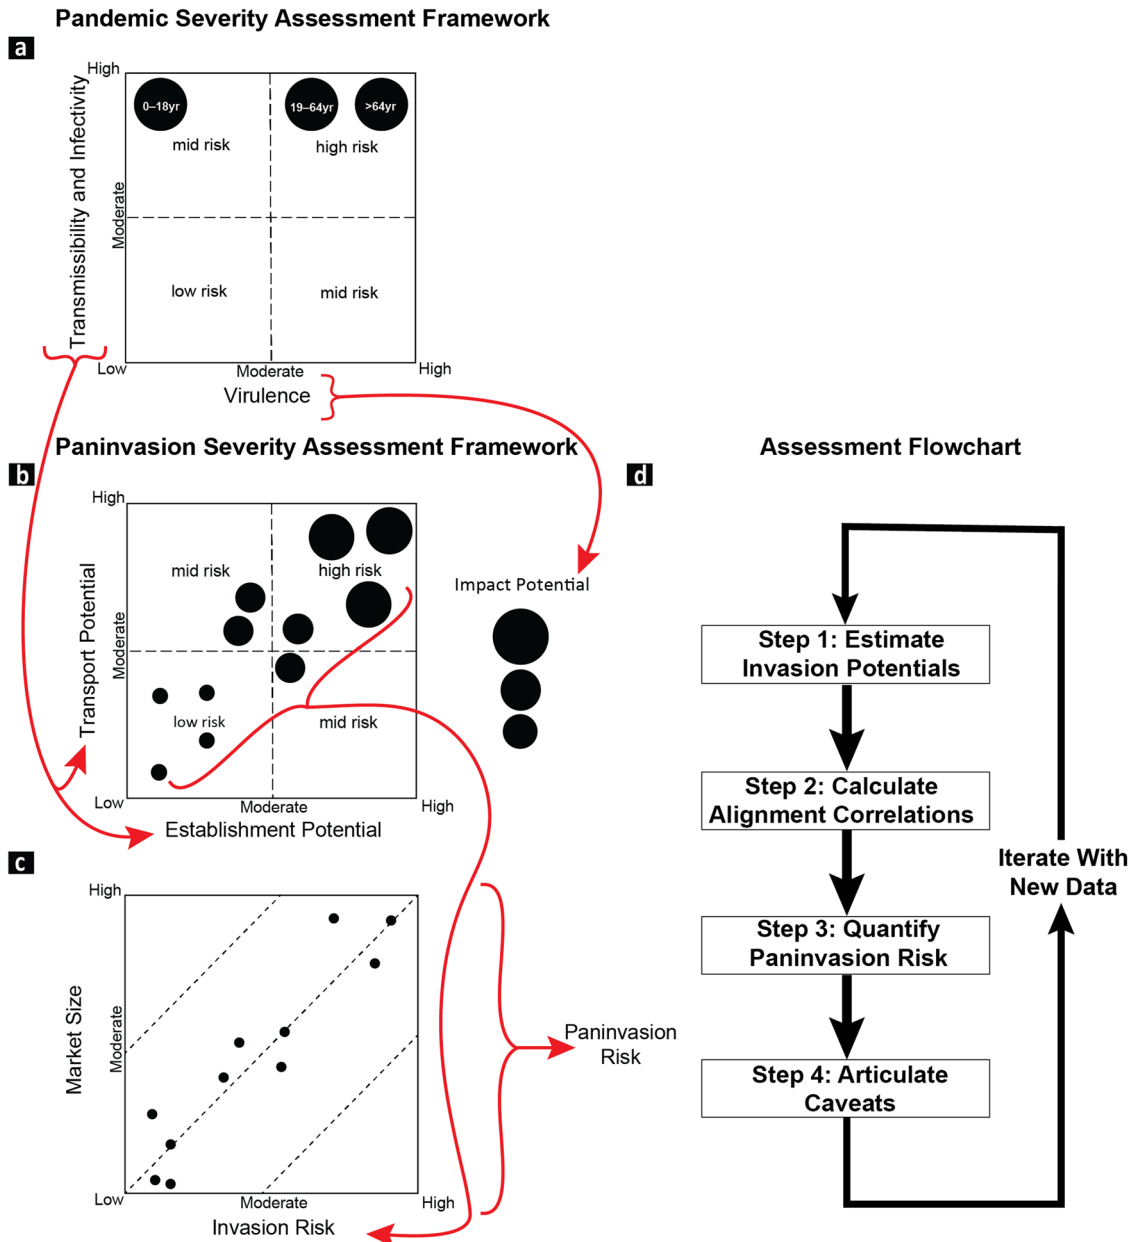 Pandemic Severity Assessment Framework
a
High
Transmissibility and Infectivity
Moderate
0–18yr
19–64yr
>64yr
mid risk
high risk
low risk
mid risk
Low
Moderate
High
Virulence
Paninvasion Severity Assessment Framework
b
High
Transport Potential
Moderate
mid risk
high risk
low risk
mid risk
Low
Moderate
High
Establishment Potential
Impact Potential
c
High
Market Size
Moderate
Low
Moderate
High
Invasion Risk
Paninvasion
Risk
Assessment Flowchart
d
Step 1: Estimate
Invasion Potentials
Step 2: Calculate
Alignment Correlations
Step 3: Quantify
Paninvasion Risk
Step 4: Articulate
Caveats
Iterate With
New Data